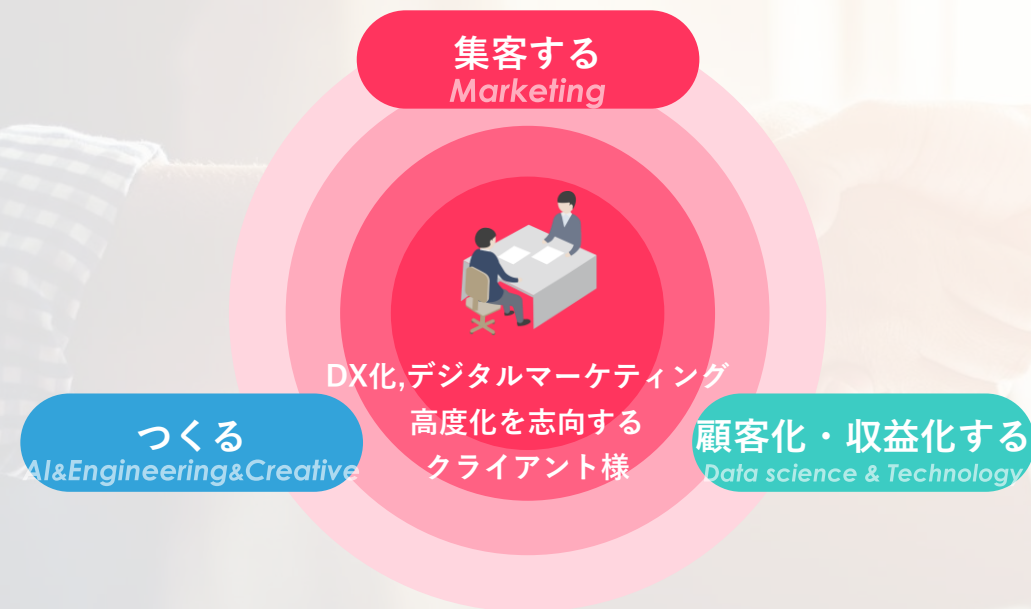 集客する
Marketing
DX化,デジタルマーケティング
高度化を志向する
クライアント様
つくる
AI&Engineering&Creative
顧客化・収益化する
Data science & Technology